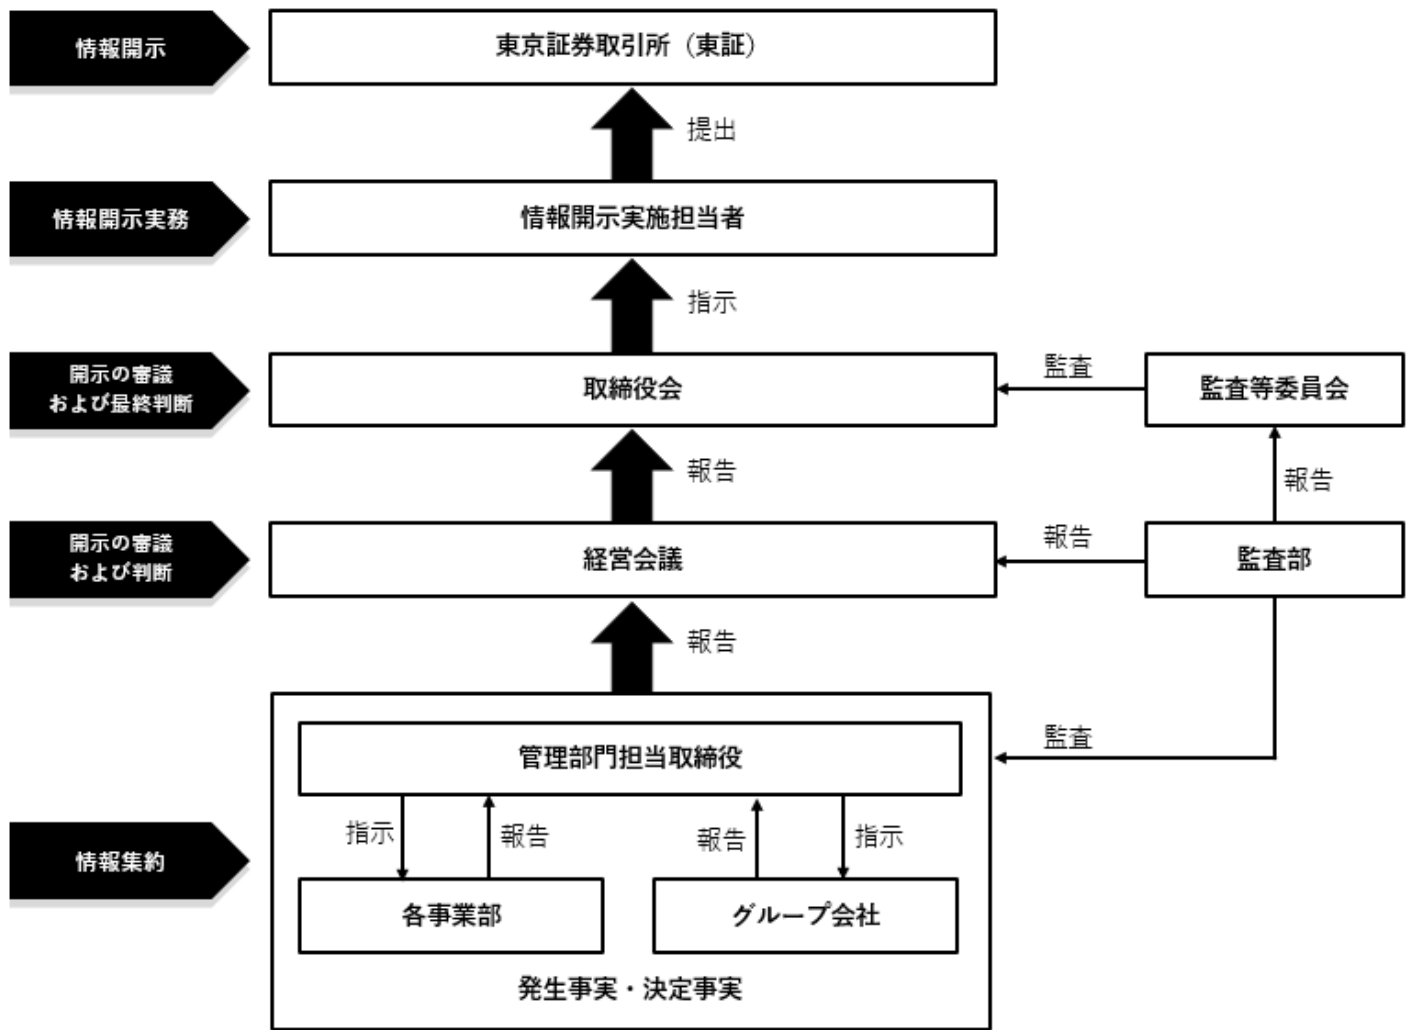 情報開示
東京証券取引所（東証）
提出
情報開示実務
情報開示実施担当者
指示
開示の審議
および最終判断
取締役会
監査
監査等委員会
報告
報告
開示の審議
および判断
経営会議
報告
監査部
報告
監査
情報集約
管理部門担当取締役
指示
報告
報告
指示
各事業部
グループ会社
発生事実・決定事実